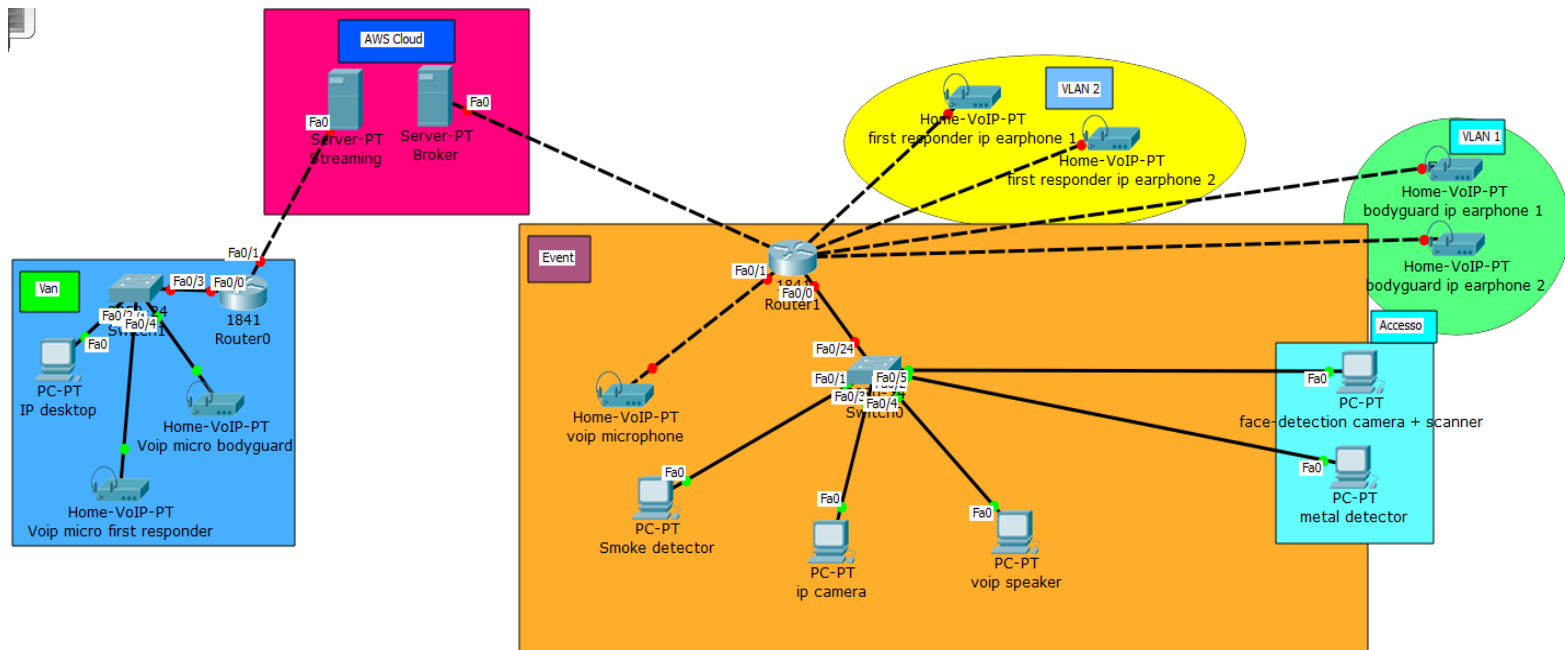 AWS Cloud
Fa0
Server-PT
Streaming
Fa0
Server-PT
Broker
VLAN 2
Home-VoIP-PT
first responder ip earphone 1
Home-VoIP-PT
first responder ip earphone 2
VLAN 1
Home-VoIP-PT
bodyguard ip earphone 1
Home-VoIP-PT
bodyguard ip earphone 2
Van
Fa0/1
Fa0/3
Fa0/0
1841
Router0
Fa0/4
Fa0
PC-PT
IP desktop
Home-VoIP-PT
Voip micro bodyguard
Home-VoIP-PT
Voip micro first responder
Event
Fa0/1
Fa0/0
1841
Router1
Fa0/24
Fa0/1
Fa0/5
Fa0/3
Fa0/4
Switch0
Home-VoIP-PT
voip microphone
Fa0
PC-PT
Smoke detector
Fa0
PC-PT
ip camera
Fa0
PC-PT
voip speaker
Accesso
Fa0
PC-PT
face-detection camera + scanner
Fa0
PC-PT
metal detector